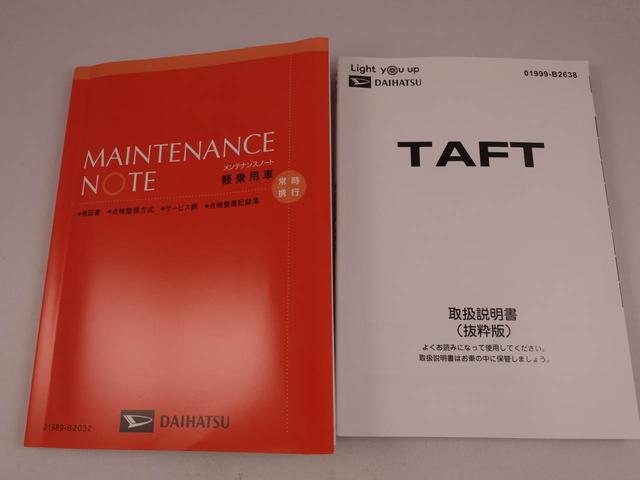 MAINTENANCE
NOTE
メンテナンスノート
軽乗用車
常時
携行
●保証書 ●点検整備方式 ●サービス網 ●点検整備記録簿
DAIHATSU
01989-B2032
Light you up
DAIHATSU
01999-B2638
TAFT
取扱説明書
（抜粋版）
よくお読みになって使用してください。
取扱説明書はお車の中に保管しましょう。